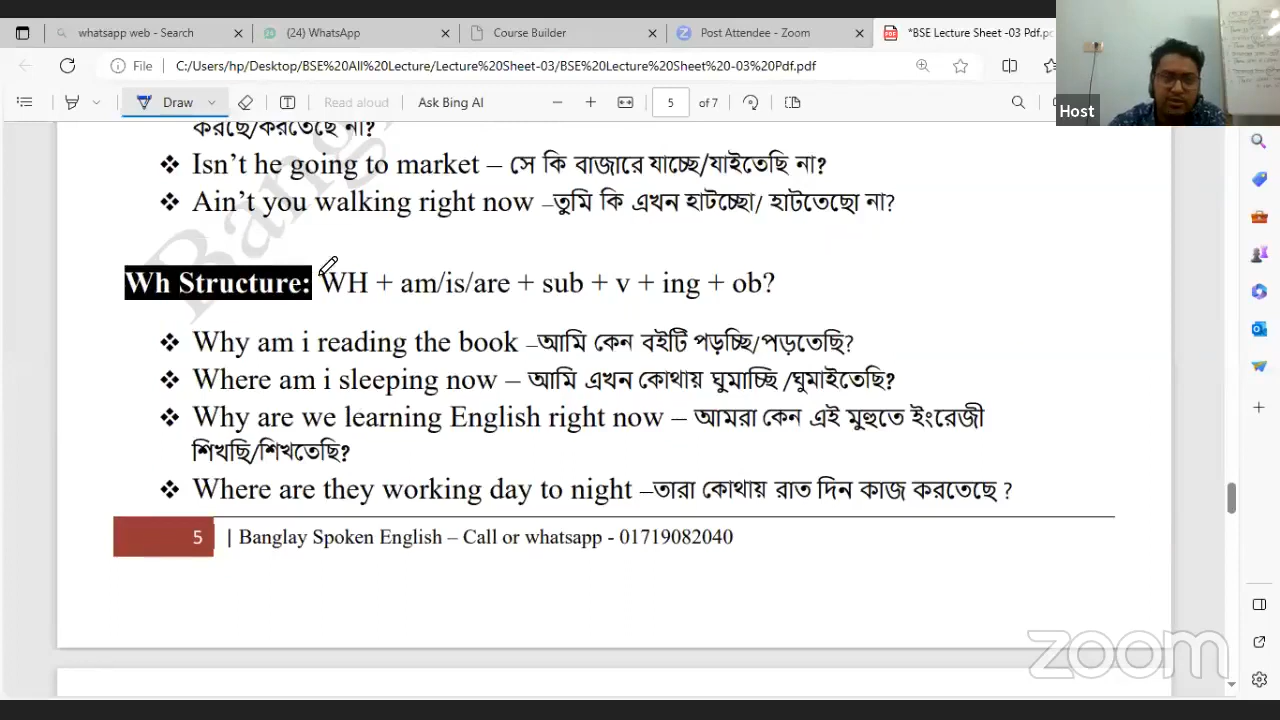 whatsapp web - Search
(24) WhatsApp
Course Builder
Post Attendee - Zoom
*BSE Lecture Sheet -03 Pdf.pd
File C:/Users/hp/Desktop/BSE%20All%20Lecture/Lecture%20Sheet-03/BSE%20Lecture%20Sheet%20-03%20Pdf.pdf
Draw Read aloud Ask Bing AI 5 of 7
Host
করছে/করতেছে না?
❖ Isn’t he going to market – সে কি বাজারে যাচ্ছে/যাইতেছি না?
❖ Ain’t you walking right now –তুমি কি এখন হাটচ্ছো/ হাটতেছো না?
Wh Structure: WH + am/is/are + sub + v + ing + ob?
❖ Why am i reading the book –আমি কেন বইটি পড়চ্ছি/পড়তেছি?
❖ Where am i sleeping now – আমি এখন কোথায় ঘুমাচ্ছি /ঘুমাইতেছি?
❖ Why are we learning English right now – আমরা কেন এই মুহুতে ইংরেজী
শিখছি/শিখতেছি?
❖ Where are they working day to night –তারা কোথায় রাত দিন কাজ করতেছে ?
5 | Banglay Spoken English – Call or whatsapp - 01719082040
zoom